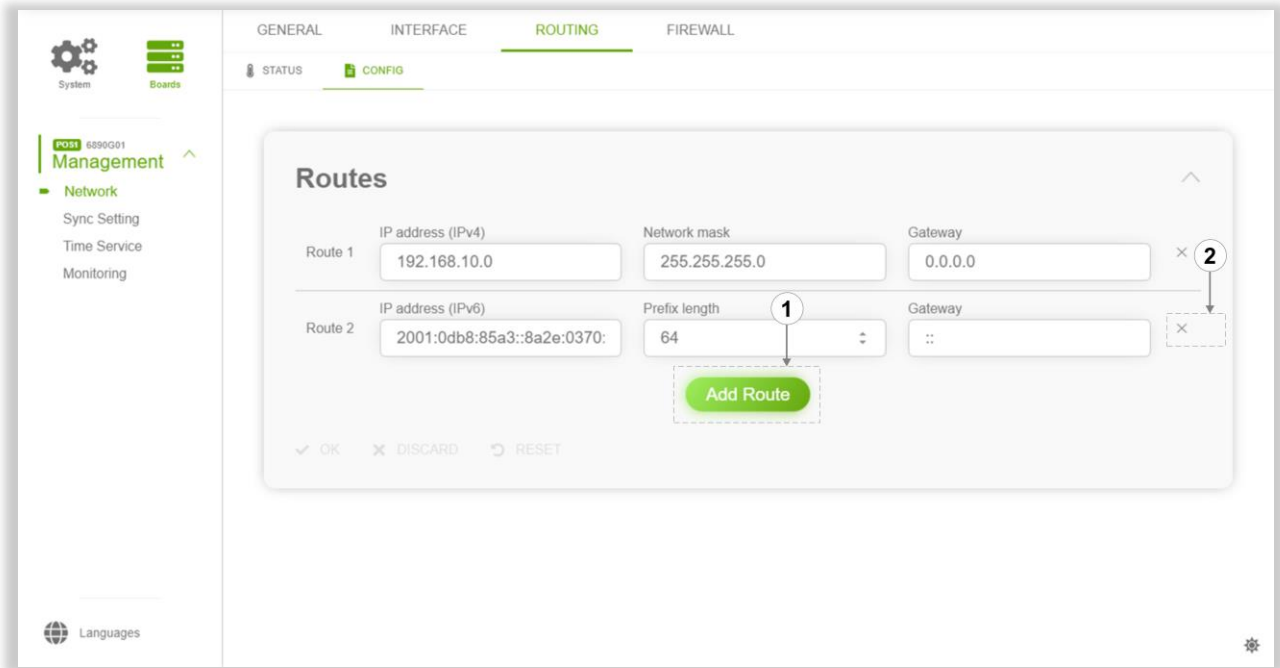 GENERAL INTERFACE ROUTING FIREWALL
System Boards
STATUS CONFIG
POS1 6890G01
Management
Network
Sync Setting
Time Service
Monitoring
Routes
IP address (IPv4) Network mask Gateway
Route 1 192.168.10.0 255.255.255.0 0.0.0.0
2
IP address (IPv6) Prefix length Gateway
1
Route 2 2001:0db8:85a3::8a2e:0370: 64 ::
Add Route
OK DISCARD RESET
Languages